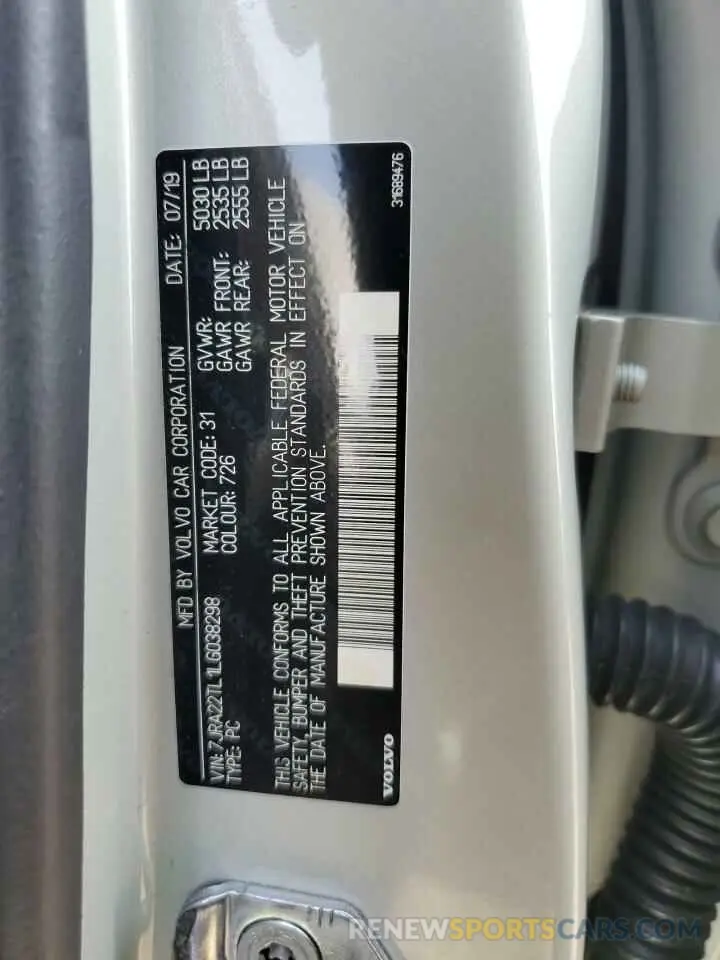 MFD BY VOLVO CAR CORPORATION DATE: 07/19
VIN: 7JRA22TL1LG038298 MARKET CODE: 31 GVWR: 5030 LB
TYPE: PC COLOUR: 726 GAWR FRONT: 2535 LB
GAWR REAR: 2555 LB
THIS VEHICLE CONFORMS TO ALL APPLICABLE FEDERAL MOTOR VEHICLE
SAFETY, BUMPER AND THEFT PREVENTION STANDARDS IN EFFECT ON
THE DATE OF MANUFACTURE SHOWN ABOVE.
VOLVO
31689476
RENEWSPORTSCARS.COM